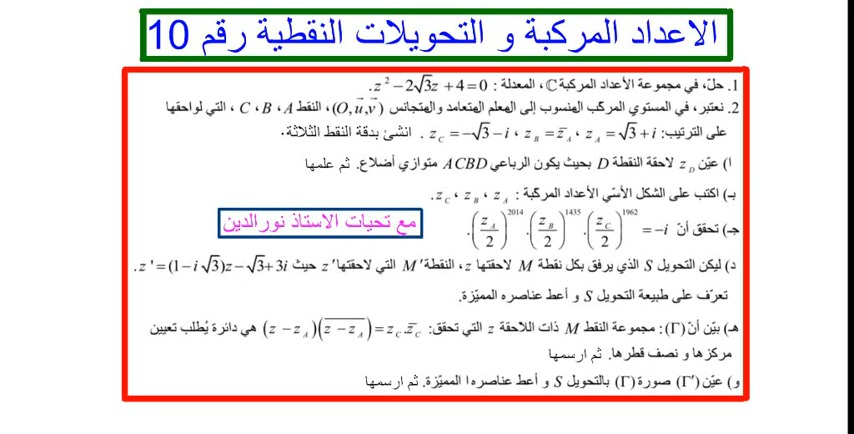 الاعداد المركبة و التحويلات النقطية رقم 10
1. حلّ، في مجموعة الأعداد المركبة ℂ، المعدلة : z² − 2√3z + 4 = 0.
2. نعتبر، في المستوي المركب المنسوب إلى المعلم المتعامد والمتجانس (O, u⃗, v⃗)، النقط A ، B ، C ، التي لواحقها
على الترتيب: z_A = √3 + i ، z_B = z̅_A ، z_C = −√3 − i . انشئ بدقة النقط الثلاثة.
ا) عيّن z_D لاحقة النقطة D بحيث يكون الرباعي ACBD متوازي أضلاع. ثم علمها
بـ) اكتب على الشكل الأسّي الأعداد المركّبة : z_A ، z_B ، z_C.
جـ) تحقق أنّ (z_A/2)^2014 . (z_B/2)^1435 . (z_C/2)^1962 = −i.
مع تحيات الاستاذ نورالدين
د) ليكن التحويل S الذي يرفق بكل نقطة M لاحقتها z، النقطة M' التي لاحقتها z' حيث z' = (1 − i√3)z − √3 + 3i.
تعرّف على طبيعة التحويل S و أعط عناصره المميّزة.
هـ) بيّن أنّ (Γ) : مجموعة النقط M ذات اللاحقة z التي تحقق: (z − z_A)(z̅ − z̅_A) = z_C.z̅_C هي دائرة يُطلب تعيين
مركزها و نصف قطرها. ثم ارسمها
و) عيّن (Γ') صورة (Γ) بالتحويل S و أعط عناصره ا المميّزة. ثم ارسمها